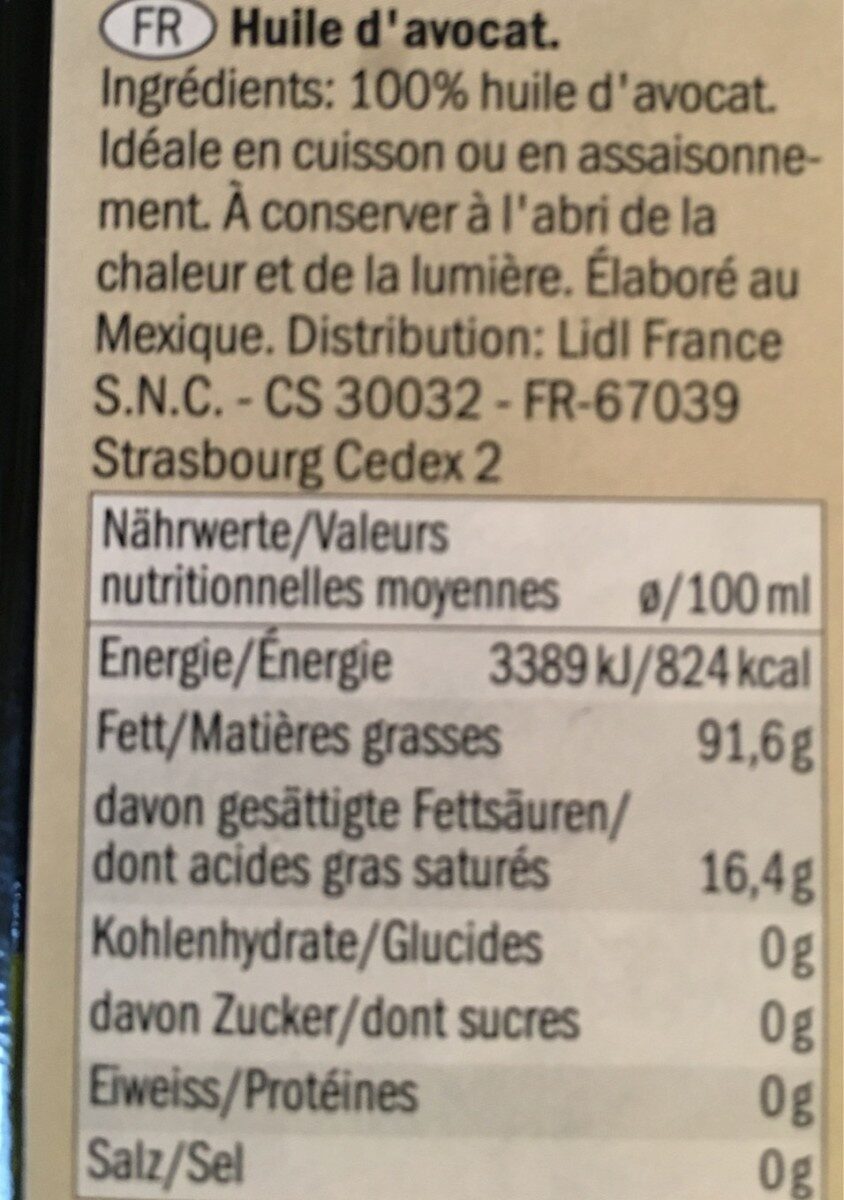 FR Huile d'avocat.
Ingrédients: 100% huile d'avocat.
Idéale en cuisson ou en assaisonne-
ment. À conserver à l'abri de la
chaleur et de la lumière. Élaboré au
Mexique. Distribution: Lidl France
S.N.C. - CS 30032 - FR-67039
Strasbourg Cedex 2
Nährwerte/Valeurs
nutritionnelles moyennes ø/100 ml
Energie/Énergie 3389 kJ/824 kcal
Fett/Matières grasses 91,6 g
davon gesättigte Fettsäuren/
dont acides gras saturés 16,4 g
Kohlenhydrate/Glucides 0 g
davon Zucker/dont sucres 0 g
Eiweiss/Protéines 0 g
Salz/Sel 0 g